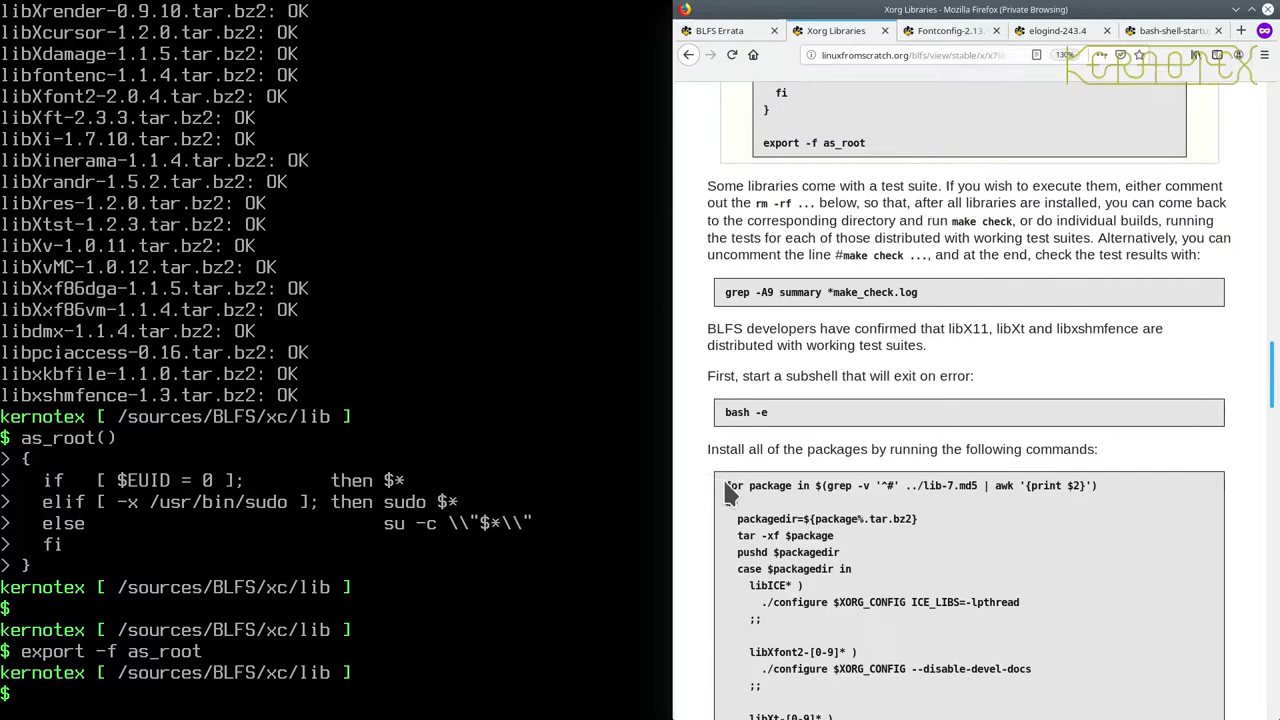 libXrender-0.9.10.tar.bz2: OK
libXcursor-1.2.0.tar.bz2: OK
libXdamage-1.1.5.tar.bz2: OK
libfontenc-1.1.4.tar.bz2: OK
libXfont2-2.0.4.tar.bz2: OK
libXft-2.3.3.tar.bz2: OK
libXi-1.7.10.tar.bz2: OK
libXinerama-1.1.4.tar.bz2: OK
libXrandr-1.5.2.tar.bz2: OK
libXres-1.2.0.tar.bz2: OK
libXtst-1.2.3.tar.bz2: OK
libXv-1.0.11.tar.bz2: OK
libXvMC-1.0.12.tar.bz2: OK
libXxf86dga-1.1.5.tar.bz2: OK
libXxf86vm-1.1.4.tar.bz2: OK
libdmx-1.1.4.tar.bz2: OK
libpciaccess-0.16.tar.bz2: OK
libxkbfile-1.1.0.tar.bz2: OK
libxshmfence-1.3.tar.bz2: OK
kernotex [ /sources/BLFS/xc/lib ]
$ as_root()
> {
>   if   [ $EUID = 0 ];        then $*
>   elif [ -x /usr/bin/sudo ]; then sudo $*
>   else                            su -c \\"$*\\"
>   fi
> }
kernotex [ /sources/BLFS/xc/lib ]
$
kernotex [ /sources/BLFS/xc/lib ]
$ export -f as_root
kernotex [ /sources/BLFS/xc/lib ]
$
Xorg Libraries - Mozilla Firefox (Private Browsing)
BLFS Errata
Xorg Libraries
Fontconfig-2.13.
elogind-243.4
bash-shell-startu
linuxfromscratch.org/blfs/view/stable/x/x7li
130%
KERNOTEX
fi
}
export -f as_root
Some libraries come with a test suite. If you wish to execute them, either comment
out the rm -rf ... below, so that, after all libraries are installed, you can come back
to the corresponding directory and run make check, or do individual builds, running
the tests for each of those distributed with working test suites. Alternatively, you can
uncomment the line #make check ..., and at the end, check the test results with:
grep -A9 summary *make_check.log
BLFS developers have confirmed that libX11, libXt and libxshmfence are
distributed with working test suites.
First, start a subshell that will exit on error:
bash -e
Install all of the packages by running the following commands:
for package in $(grep -v '^#' ../lib-7.md5 | awk '{print $2}')
packagedir=${package%.tar.bz2}
tar -xf $package
pushd $packagedir
case $packagedir in
libICE* )
./configure $XORG_CONFIG ICE_LIBS=-lpthread
;;
libXfont2-[0-9]* )
./configure $XORG_CONFIG --disable-devel-docs
;;
libXt-[0-9]* )